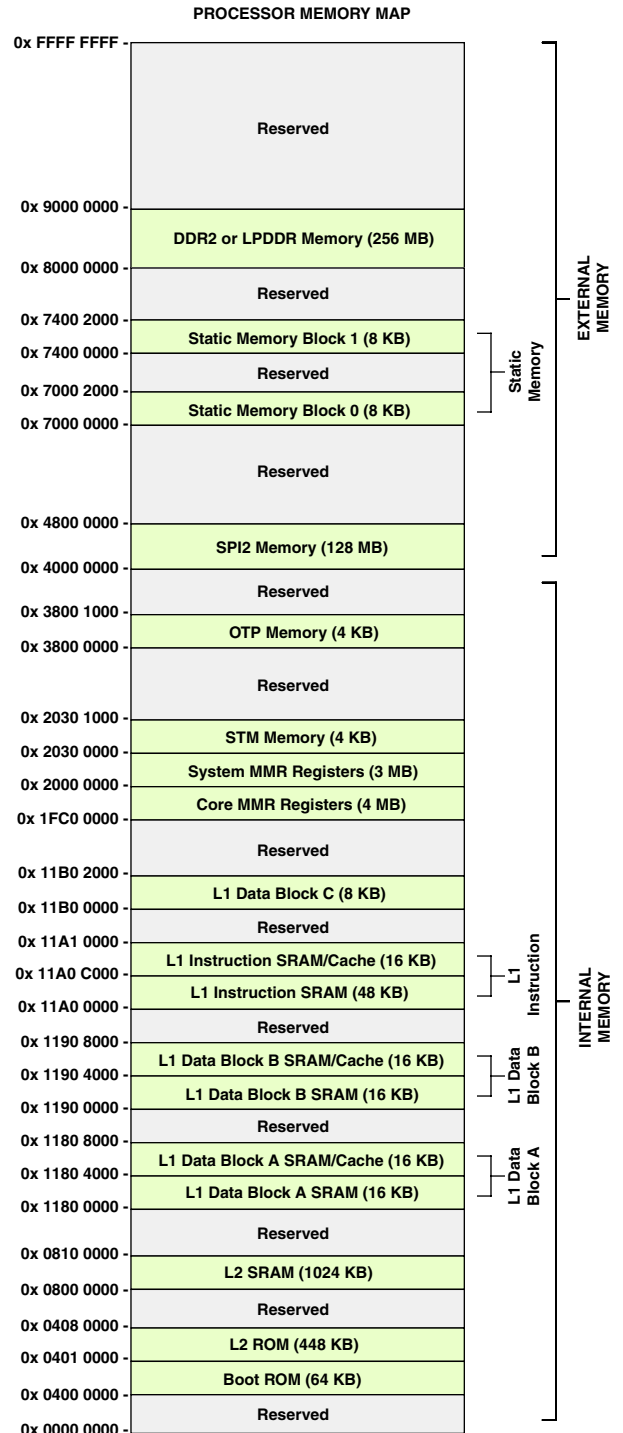 PROCESSOR MEMORY MAP
0x FFFF FFFF -
Reserved
0x 9000 0000 -
DDR2 or LPDDR Memory (256 MB)
0x 8000 0000 -
Reserved
0x 7400 2000 -
Static Memory Block 1 (8 KB)
0x 7400 0000 -
Reserved
0x 7000 2000 -
Static Memory Block 0 (8 KB)
0x 7000 0000 -
Static
Memory
Reserved
0x 4800 0000 -
SPI2 Memory (128 MB)
0x 4000 0000 -
EXTERNAL
MEMORY
Reserved
0x 3800 1000 -
OTP Memory (4 KB)
0x 3800 0000 -
Reserved
0x 2030 1000 -
STM Memory (4 KB)
0x 2030 0000 -
System MMR Registers (3 MB)
0x 2000 0000 -
Core MMR Registers (4 MB)
0x 1FC0 0000 -
Reserved
0x 11B0 2000 -
L1 Data Block C (8 KB)
0x 11B0 0000 -
Reserved
0x 11A1 0000 -
L1 Instruction SRAM/Cache (16 KB)
0x 11A0 C000 -
L1 Instruction SRAM (48 KB)
0x 11A0 0000 -
L1
Instruction
Reserved
0x 1190 8000 -
L1 Data Block B SRAM/Cache (16 KB)
0x 1190 4000 -
L1 Data Block B SRAM (16 KB)
0x 1190 0000 -
L1 Data
Block B
Reserved
0x 1180 8000 -
L1 Data Block A SRAM/Cache (16 KB)
0x 1180 4000 -
L1 Data Block A SRAM (16 KB)
0x 1180 0000 -
L1 Data
Block A
Reserved
0x 0810 0000 -
L2 SRAM (1024 KB)
0x 0800 0000 -
Reserved
0x 0408 0000 -
L2 ROM (448 KB)
0x 0401 0000 -
Boot ROM (64 KB)
0x 0400 0000 -
Reserved
0x 0000 0000 -
INTERNAL
MEMORY